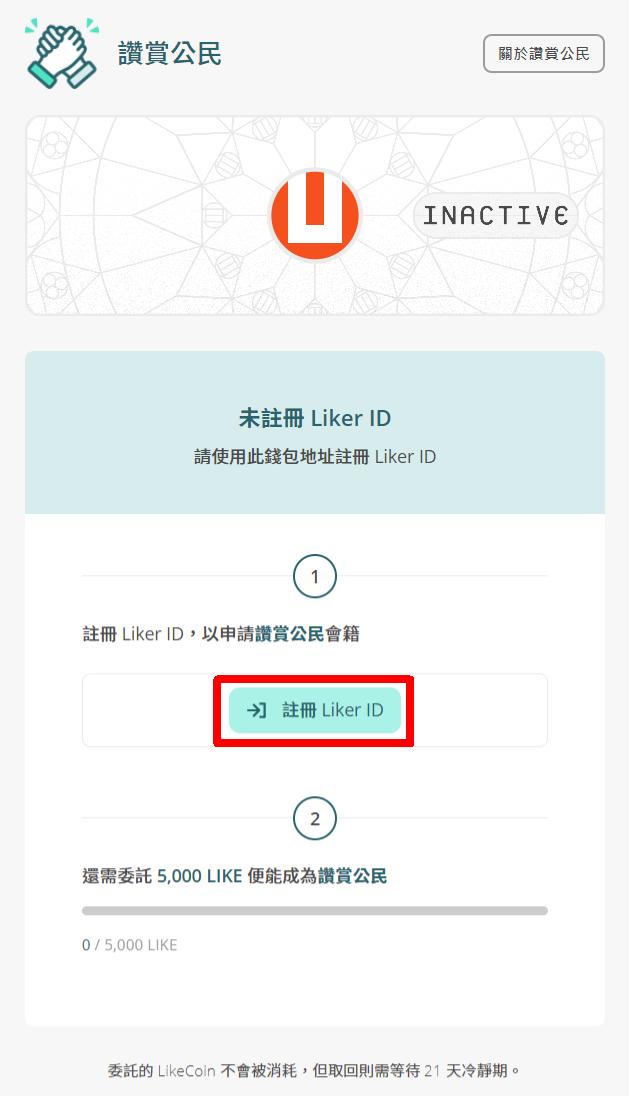 讚賞公民
關於讚賞公民
INACTIVE
未註冊 Liker ID
請使用此錢包地址註冊 Liker ID
1
註冊 Liker ID，以申請讚賞公民會籍
註冊 Liker ID
2
還需委託 5,000 LIKE 便能成為讚賞公民
0 / 5,000 LIKE
委託的 LikeCoin 不會被消耗，但取回則需等待 21 天冷靜期。